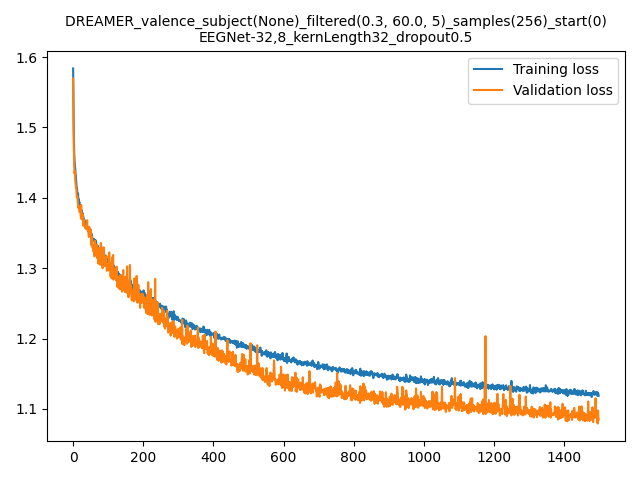 DREAMER_valence_subject(None)_filtered(0.3, 60.0, 5)_samples(256)_start(0)
EEGNet-32,8_kernLength32_dropout0.5
Training loss
Validation loss
1.6
1.5
1.4
1.3
1.2
1.1
0 200 400 600 800 1000 1200 1400